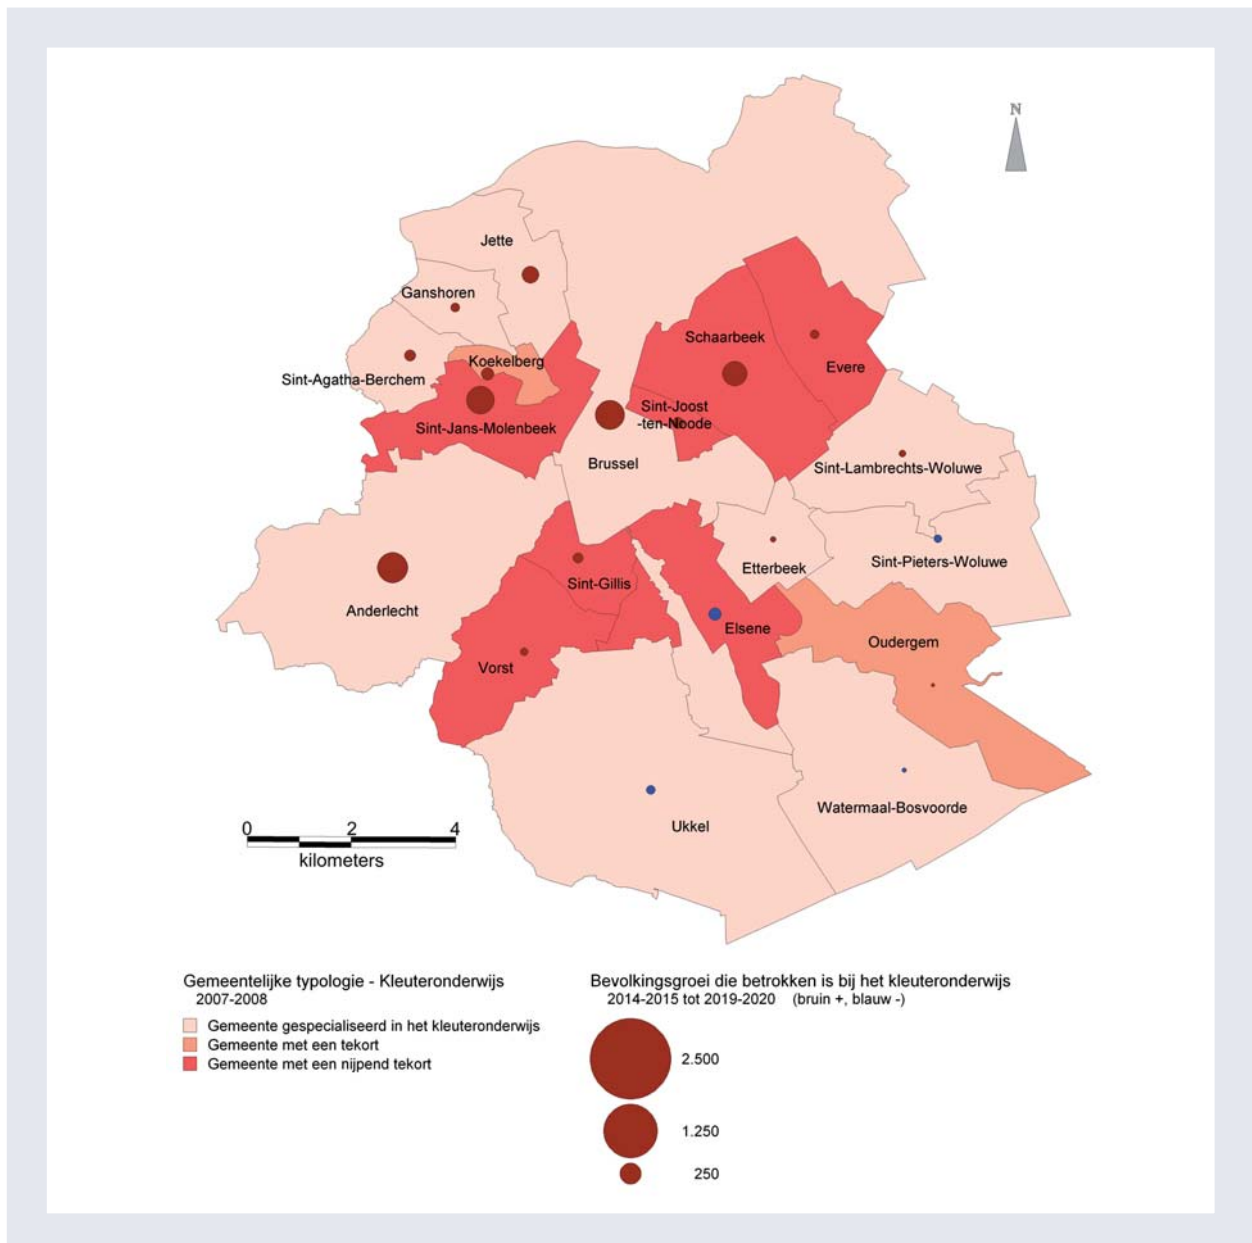 N
Jette
Ganshoren
Schaarbeek
Koekelberg
Evere
Sint-Agatha-Berchem
Sint-Joost
-ten-Noode
Sint-Jans-Molenbeek
Brussel
Sint-Lambrechts-Woluwe
Sint-Pieters-Woluwe
Etterbeek
Sint-Gillis
Anderlecht
Elsene
Oudergem
Vorst
Watermaal-Bosvoorde
Ukkel
0 2 4
kilometers
Gemeentelijke typologie - Kleuteronderwijs
2007-2008
Gemeente gespecialiseerd in het kleuteronderwijs
Gemeente met een tekort
Gemeente met een nijpend tekort
Bevolkingsgroei die betrokken is bij het kleuteronderwijs
2014-2015 tot 2019-2020 (bruin +, blauw -)
2.500
1.250
250